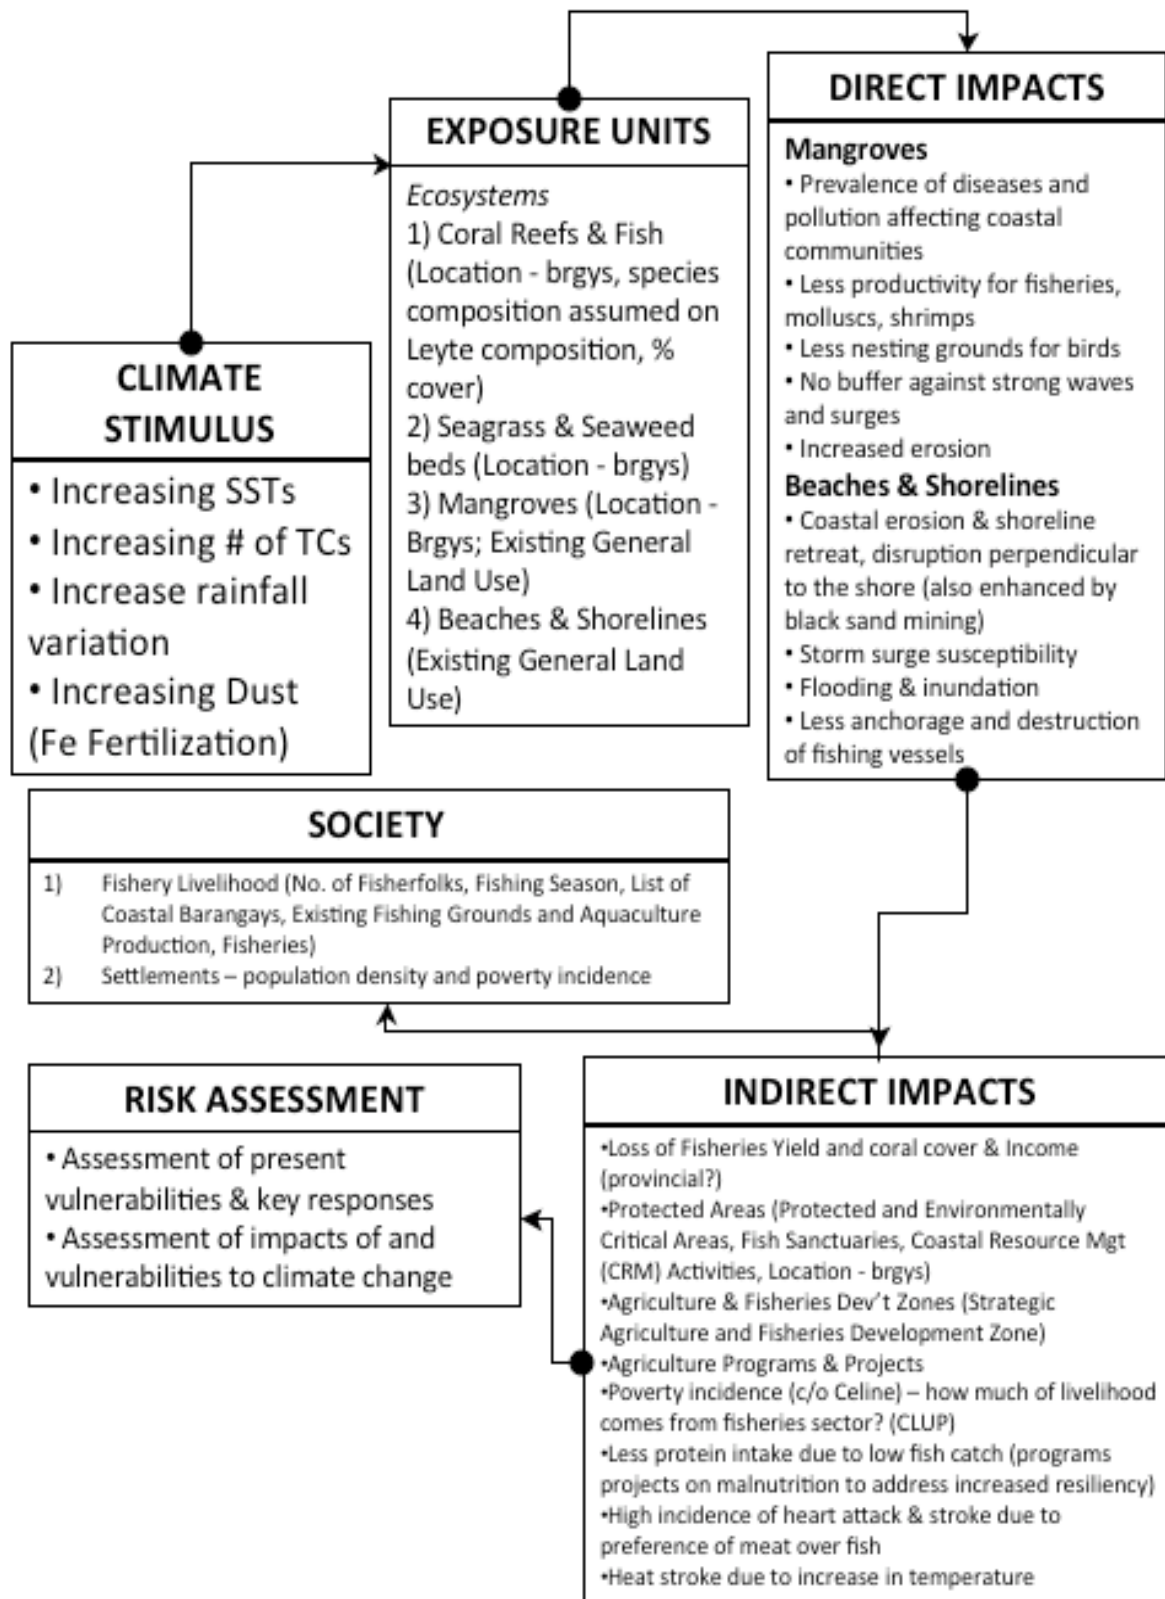 CLIMATE
STIMULUS
• Increasing SSTs
• Increasing # of TCs
• Increase rainfall
variation
• Increasing Dust
(Fe Fertilization)
EXPOSURE UNITS
Ecosystems
1) Coral Reefs & Fish
(Location - brgys, species
composition assumed on
Leyte composition, %
cover)
2) Seagrass & Seaweed
beds (Location - brgys)
3) Mangroves (Location -
Brgys; Existing General
Land Use)
4) Beaches & Shorelines
(Existing General Land
Use)
DIRECT IMPACTS
Mangroves
• Prevalence of diseases and
pollution affecting coastal
communities
• Less productivity for fisheries,
molluscs, shrimps
• Less nesting grounds for birds
• No buffer against strong waves
and surges
• Increased erosion
Beaches & Shorelines
• Coastal erosion & shoreline
retreat, disruption perpendicular
to the shore (also enhanced by
black sand mining)
• Storm surge susceptibility
• Flooding & inundation
• Less anchorage and destruction
of fishing vessels
SOCIETY
1) Fishery Livelihood (No. of Fisherfolks, Fishing Season, List of
Coastal Barangays, Existing Fishing Grounds and Aquaculture
Production, Fisheries)
2) Settlements – population density and poverty incidence
RISK ASSESSMENT
• Assessment of present
vulnerabilities & key responses
• Assessment of impacts of and
vulnerabilities to climate change
INDIRECT IMPACTS
•Loss of Fisheries Yield and coral cover & Income
(provincial?)
•Protected Areas (Protected and Environmentally
Critical Areas, Fish Sanctuaries, Coastal Resource Mgt
(CRM) Activities, Location - brgys)
•Agriculture & Fisheries Dev't Zones (Strategic
Agriculture and Fisheries Development Zone)
•Agriculture Programs & Projects
•Poverty incidence (c/o Celine) – how much of livelihood
comes from fisheries sector? (CLUP)
•Less protein intake due to low fish catch (programs
projects on malnutrition to address increased resiliency)
•High incidence of heart attack & stroke due to
preference of meat over fish
•Heat stroke due to increase in temperature